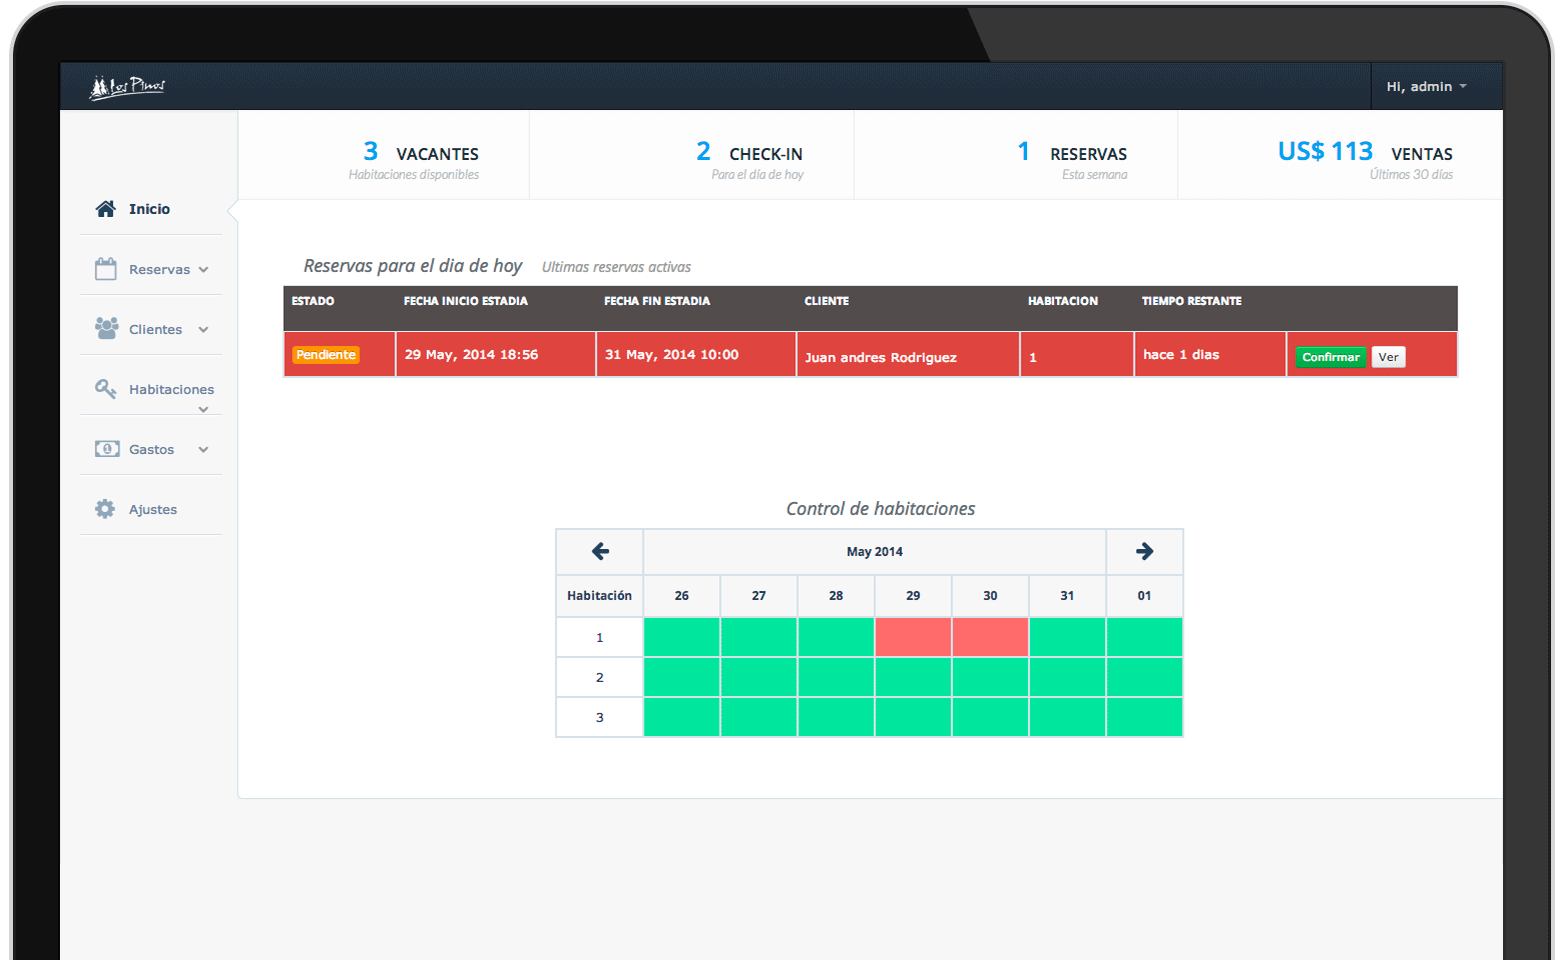 Los Pinos
Hi, admin
3 VACANTES
Habitaciones disponibles
2 CHECK-IN
Para el día de hoy
1 RESERVAS
Esta semana
US$ 113 VENTAS
Últimos 30 días
Inicio
Reservas
Clientes
Habitaciones
Gastos
Ajustes
Reservas para el dia de hoy Ultimas reservas activas
ESTADO FECHA INICIO ESTADIA FECHA FIN ESTADIA CLIENTE HABITACION TIEMPO RESTANTE
Pendiente 29 May, 2014 18:56 31 May, 2014 10:00 Juan andres Rodriguez 1 hace 1 dias Confirmar Ver
Control de habitaciones
May 2014
Habitación 26 27 28 29 30 31 01
1
2
3